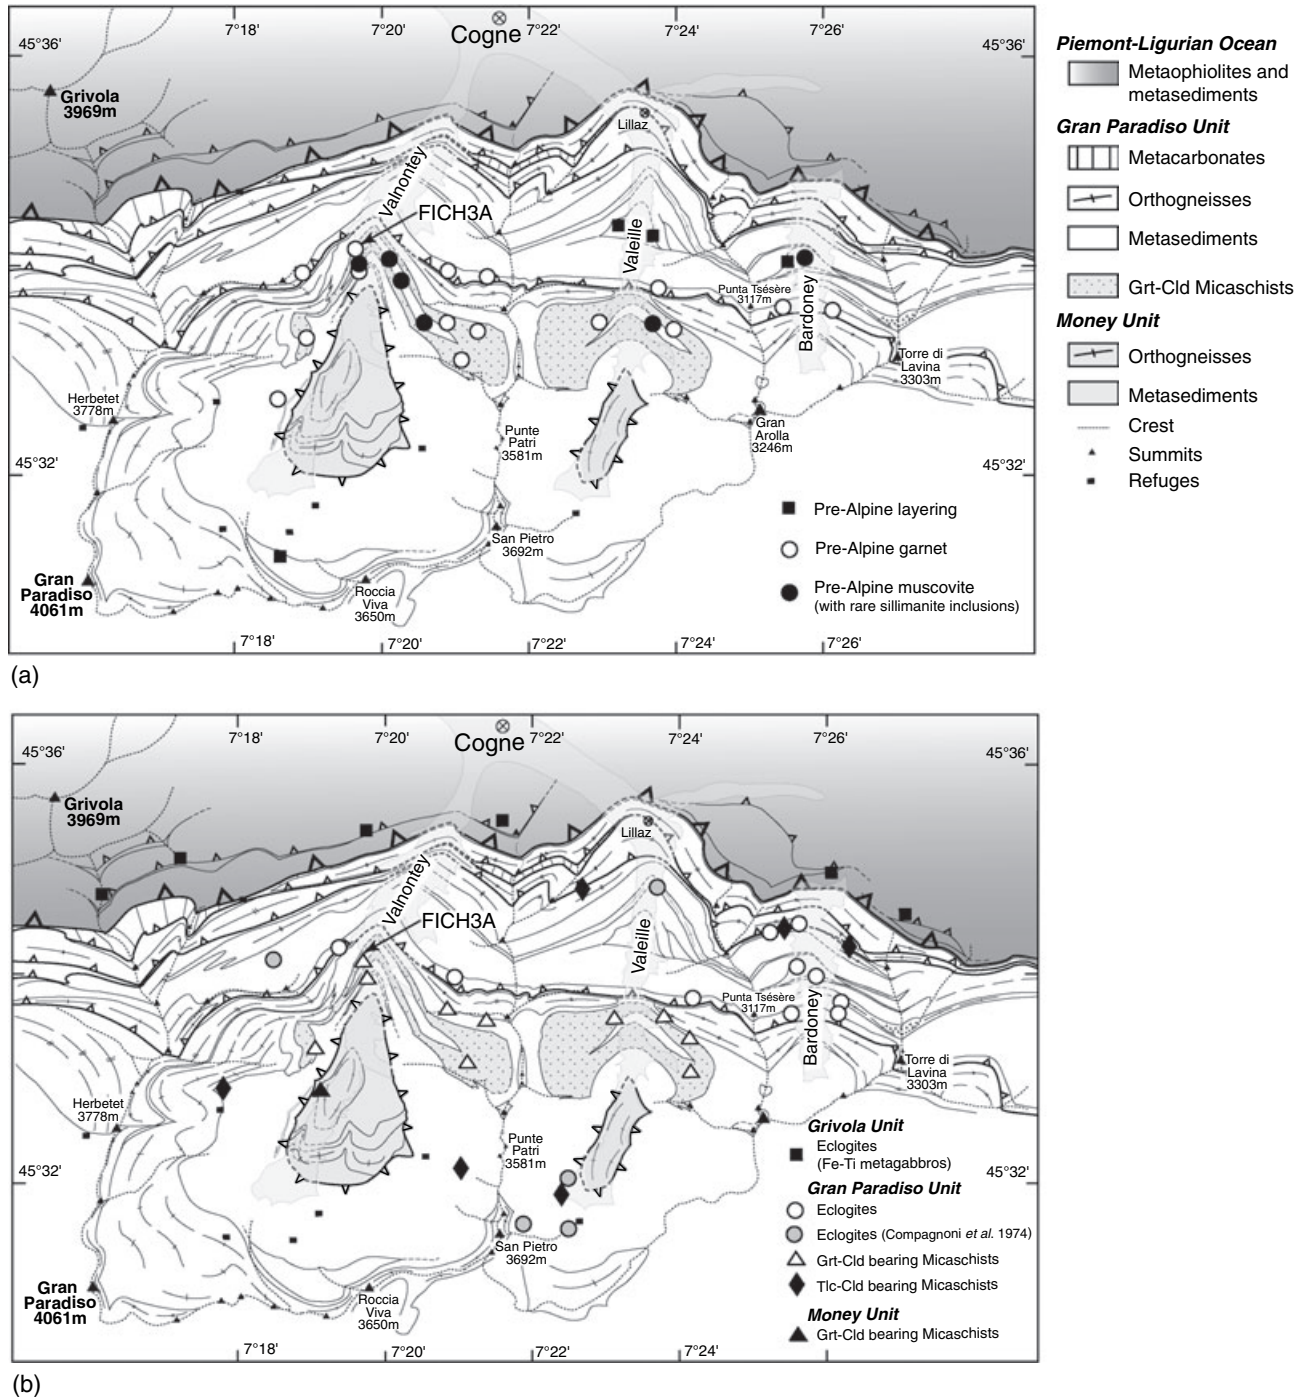 7°18'
7°20'
7°22'
7°24'
7°26'
Cogne
45°36'
45°36'
Grivola
3969m
Lillaz
Valnontey
FICH3A
Valeille
Punta Tsésère
3117m
Bardoney
Torre di
Lavina
3303m
Herbetet
3778m
Punte
Patri
3581m
Gran
Arolla
3246m
45°32'
45°32'
San Pietro
3692m
Gran
Paradiso
4061m
Roccia
Viva
3650m
Pre-Alpine layering
Pre-Alpine garnet
Pre-Alpine muscovite
(with rare sillimanite inclusions)
7°18'
7°20'
7°22'
7°24'
7°26'
(a)
Piemont-Ligurian Ocean
Metaophiolites and
metasediments
Gran Paradiso Unit
Metacarbonates
Orthogneisses
Metasediments
Grt-Cld Micaschists
Money Unit
Orthogneisses
Metasediments
Crest
Summits
Refuges
7°18'
7°20'
7°22'
7°24'
7°26'
Cogne
45°36'
45°36'
Grivola
3969m
Lillaz
Valnontey
FICH3A
Valeille
Punta Tsésère
3117m
Bardoney
Torre di
Lavina
3303m
Herbetet
3778m
Punte
Patri
3581m
45°32'
45°32'
San Pietro
3692m
Gran
Paradiso
4061m
Roccia
Viva
3650m
Grivola Unit
Eclogites
(Fe-Ti metagabbros)
Gran Paradiso Unit
Eclogites
Eclogites (Compagnoni et al. 1974)
Grt-Cld bearing Micaschists
Tlc-Cld bearing Micaschists
Money Unit
Grt-Cld bearing Micaschists
7°18'
7°20'
7°22'
7°24'
(b)